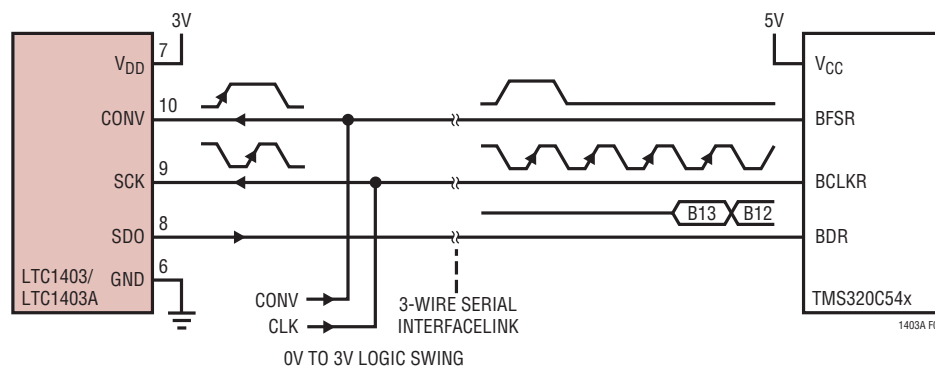 3V
5V
7
VDD
VCC
10
CONV
BFSR
9
SCK
BCLKR
B13
B12
8
SDO
BDR
6
GND
LTC1403/
LTC1403A
CONV
CLK
3-WIRE SERIAL
INTERFACELINK
0V TO 3V LOGIC SWING
TMS320C54x
1403A